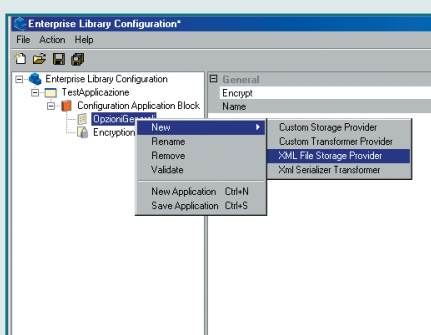 Enterprise Library Configuration*
File Action Help
Enterprise Library Configuration
TestApplicazione
Configuration Application Block
OpzioniGenerali
Encryption
General
Encrypt
Name
New
Rename
Remove
Validate
New Application Ctrl+N
Save Application Ctrl+S
Custom Storage Provider
Custom Transformer Provider
XML File Storage Provider
Xml Serializer Transformer